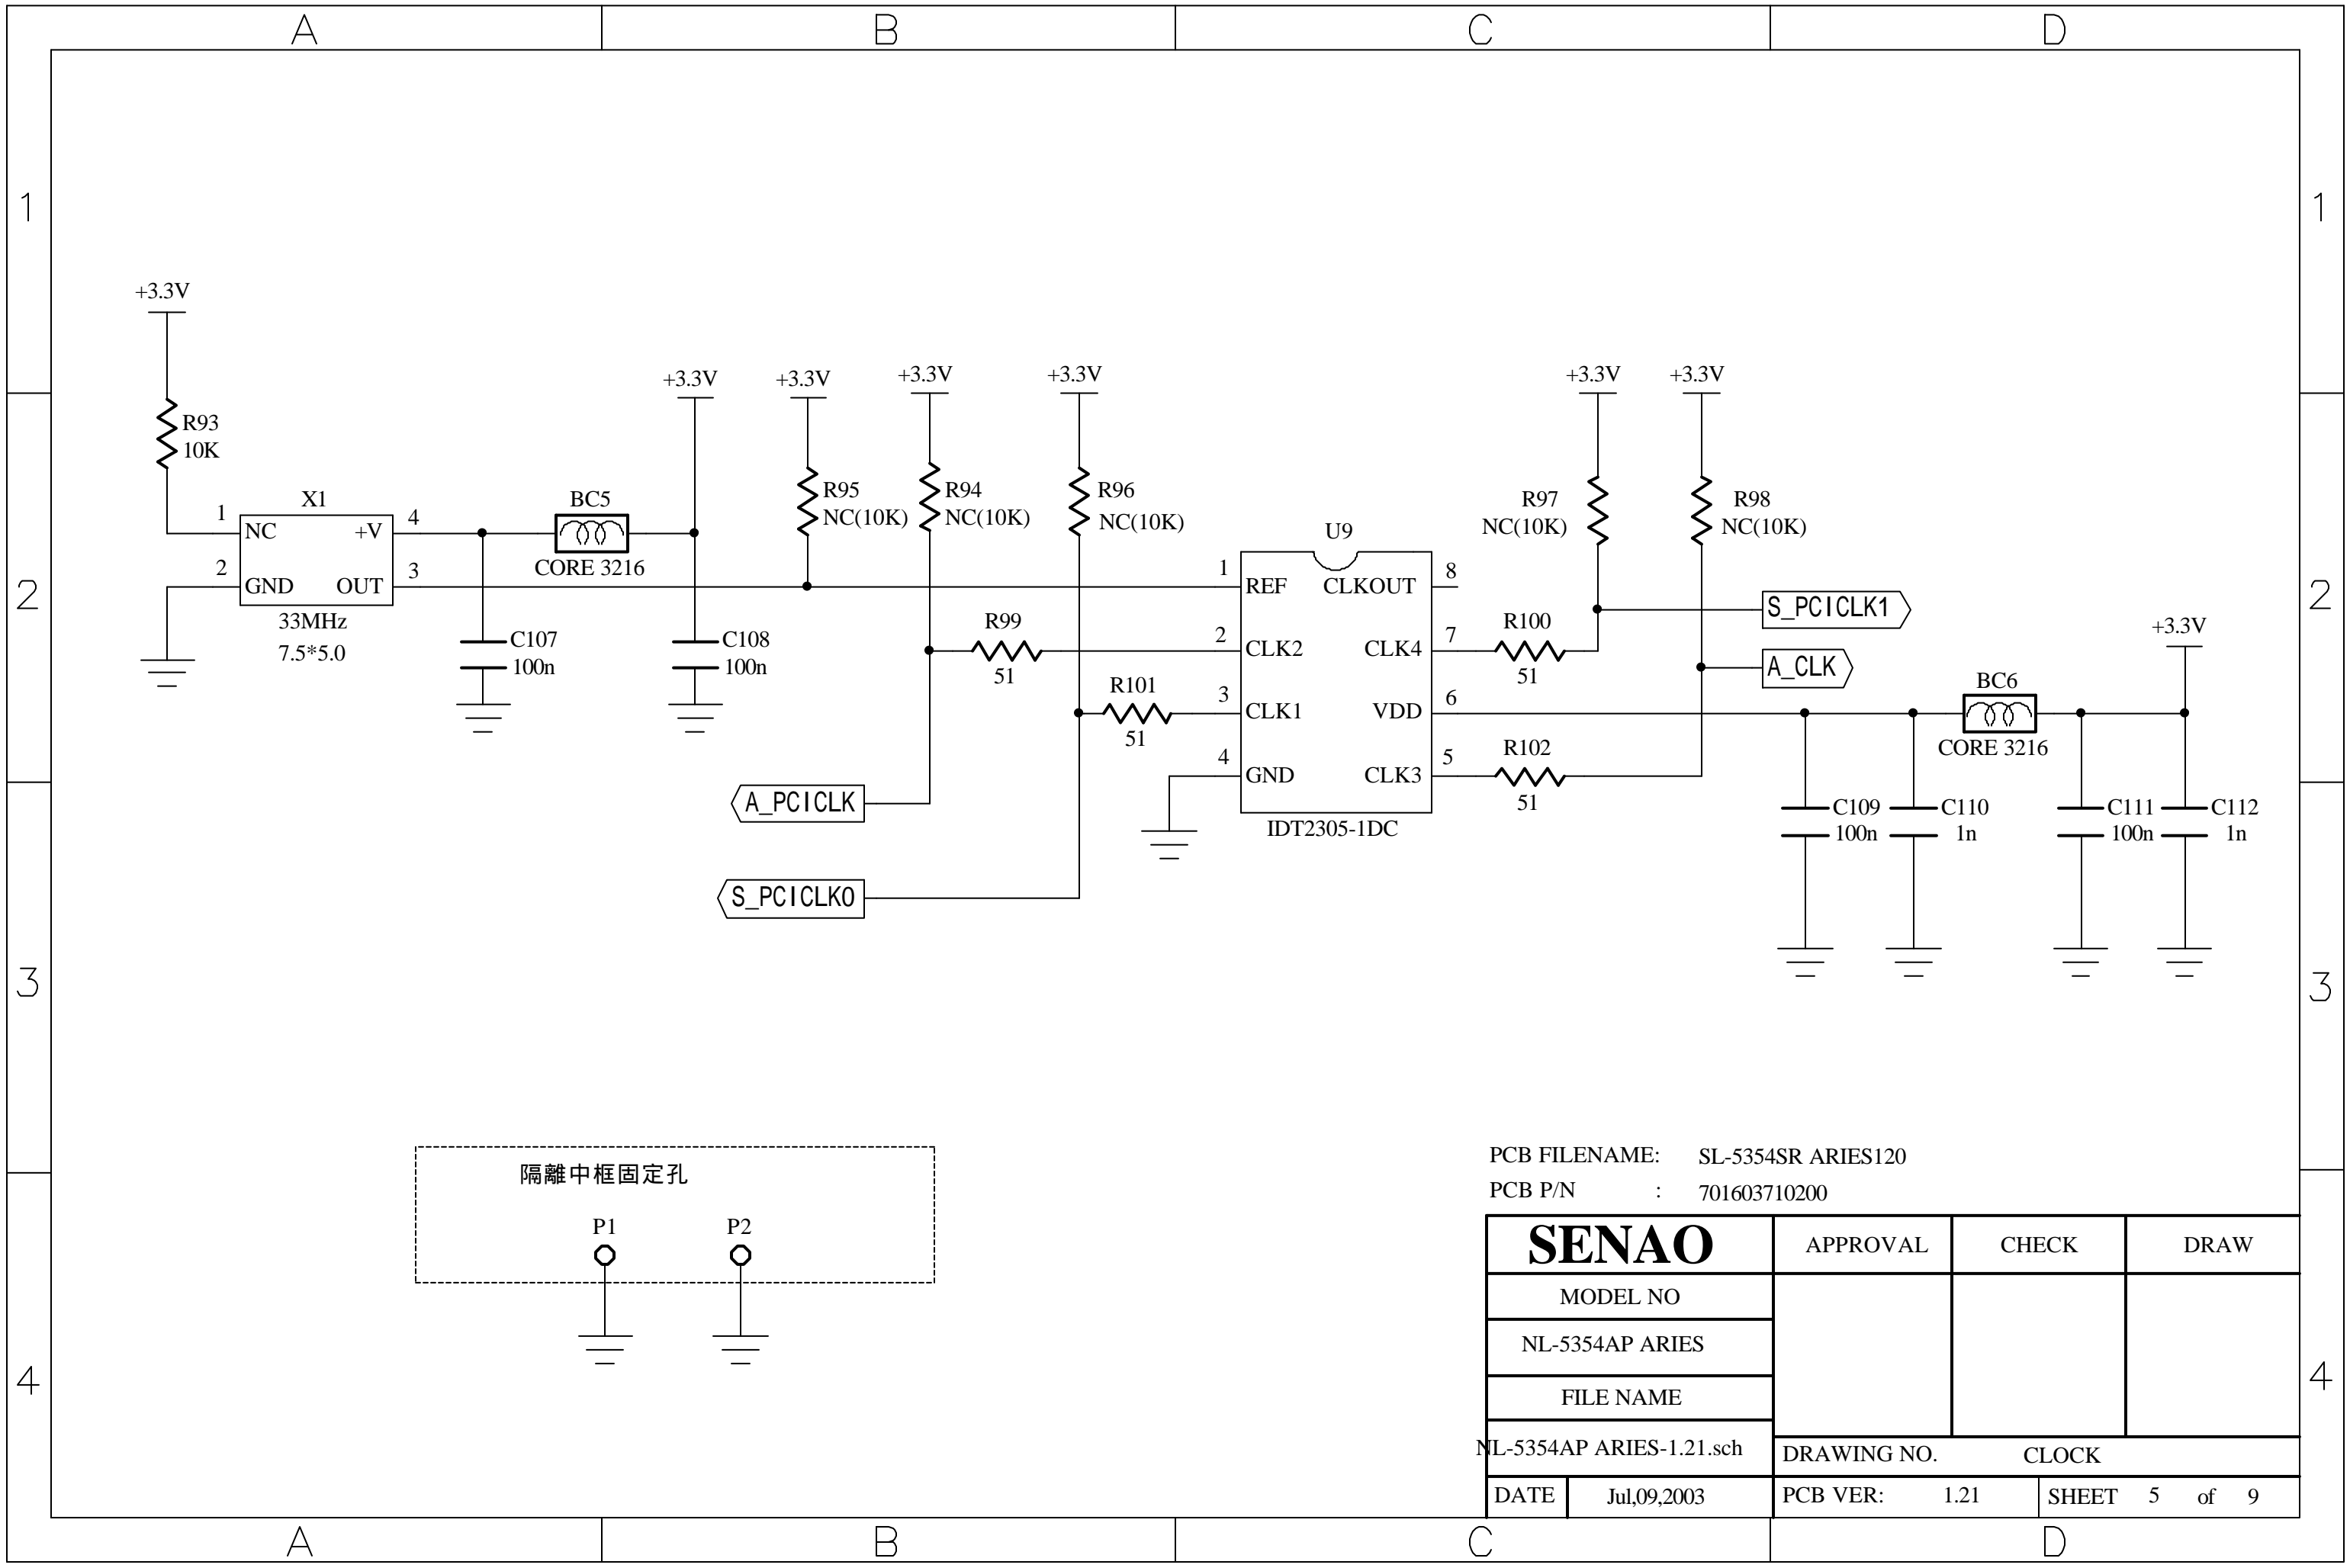 A B C D
1 1
+3.3V
+3.3V +3.3V +3.3V +3.3V +3.3V +3.3V
R93
10K
X1
1 NC +V 4
2 GND OUT 3
33MHz
7.5*5.0
BC5
CORE 3216
C107
100n
C108
100n
R95
NC(10K)
R94
NC(10K)
R96
NC(10K)
R97
NC(10K)
R98
NC(10K)
2 2
R99
51
R101
51
U9
1 REF CLKOUT 8
2 CLK2 CLK4 7
3 CLK1 VDD 6
4 GND CLK3 5
IDT2305-1DC
R100
51
R102
51
S_PCICLK1
A_CLK
+3.3V
BC6
CORE 3216
A_PCICLK
S_PCICLK0
C109
100n
C110
1n
C111
100n
C112
1n
3 3
隔離中框固定孔
P1 P2
PCB FILENAME: SL-5354SR ARIES120
PCB P/N : 701603710200
SENAO APPROVAL CHECK DRAW
MODEL NO
NL-5354AP ARIES
FILE NAME
NL-5354AP ARIES-1.21.sch
DRAWING NO. CLOCK
DATE Jul,09,2003 PCB VER: 1.21 SHEET 5 of 9
4 4
A B C D